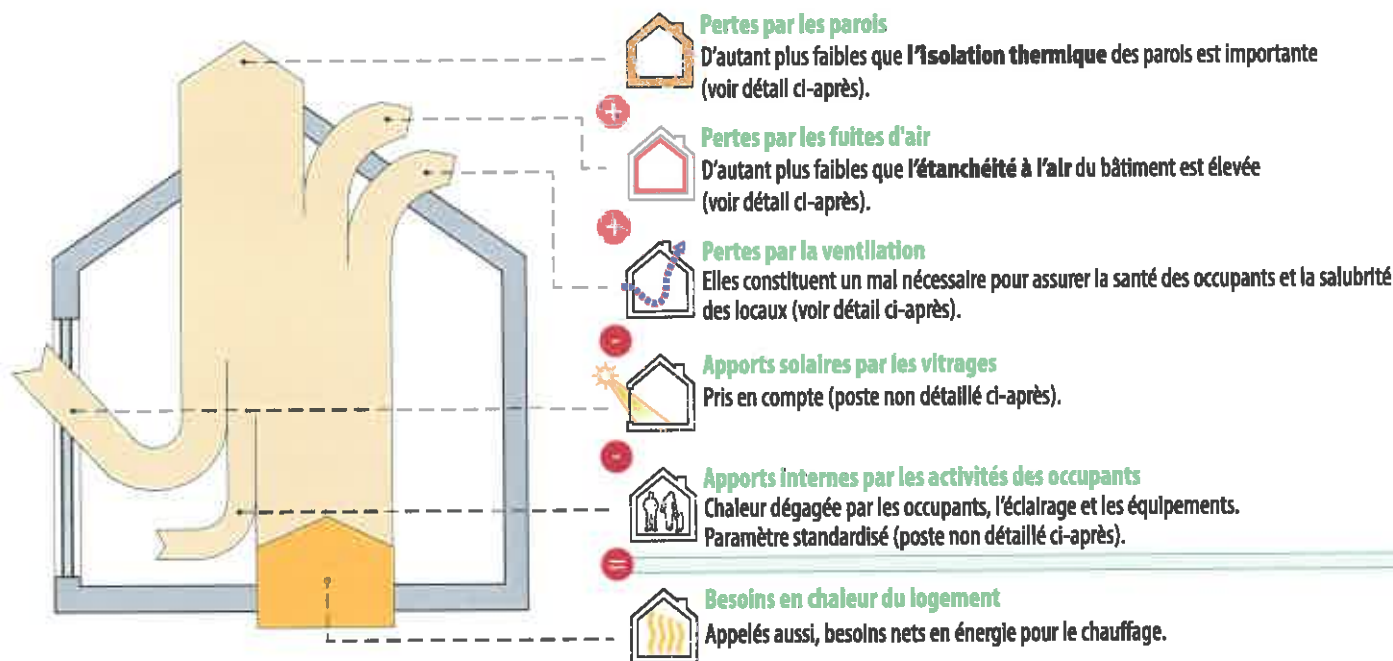 Pertes par les parois
D'autant plus faibles que l'isolation thermique des parois est importante
(voir détail ci-après).
+
Pertes par les fuites d'air
D'autant plus faibles que l'étanchéité à l'air du bâtiment est élevée
(voir détail ci-après).
+
Pertes par la ventilation
Elles constituent un mal nécessaire pour assurer la santé des occupants et la salubrité
des locaux (voir détail ci-après).
-
Apports solaires par les vitrages
Pris en compte (poste non détaillé ci-après).
-
Apports internes par les activités des occupants
Chaleur dégagée par les occupants, l'éclairage et les équipements.
Paramètre standardisé (poste non détaillé ci-après).
=
Besoins en chaleur du logement
Appelés aussi, besoins nets en énergie pour le chauffage.